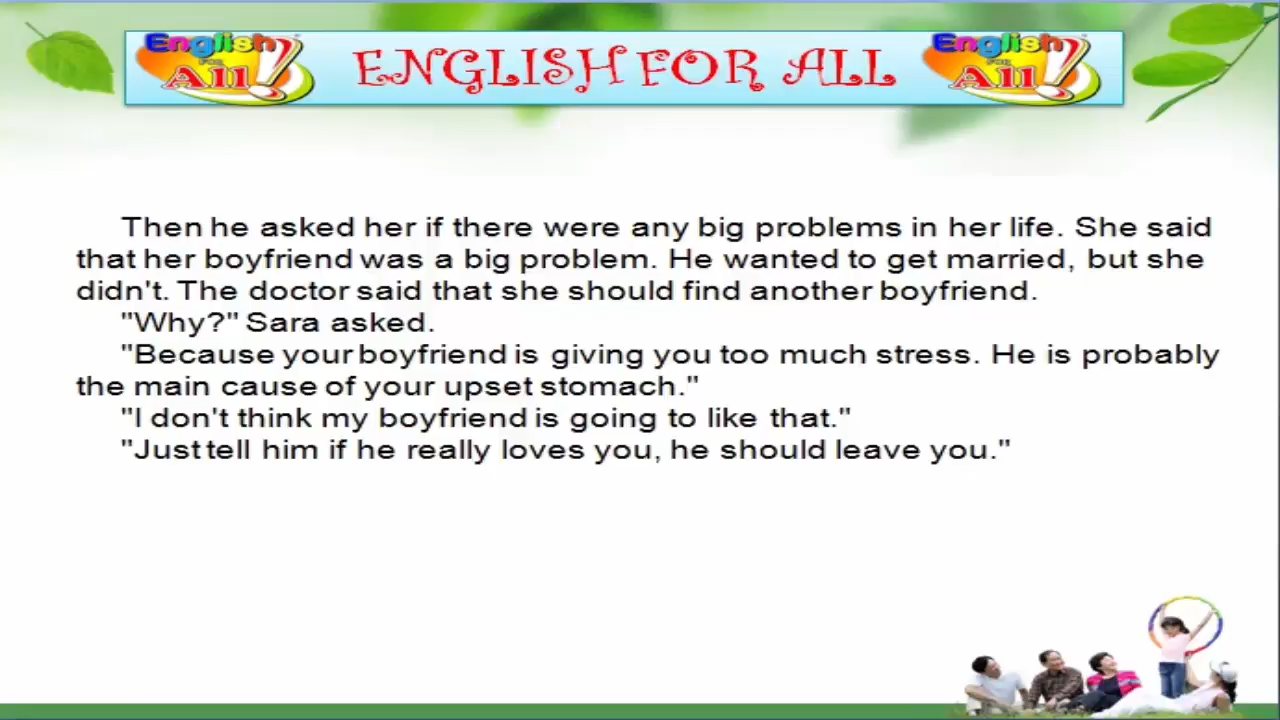 English FOR All!
ENGLISH FOR ALL
English FOR All!
Then he asked her if there were any big problems in her life. She said
that her boyfriend was a big problem. He wanted to get married, but she
didn't. The doctor said that she should find another boyfriend.
"Why?" Sara asked.
"Because your boyfriend is giving you too much stress. He is probably
the main cause of your upset stomach."
"I don't think my boyfriend is going to like that."
"Just tell him if he really loves you, he should leave you."